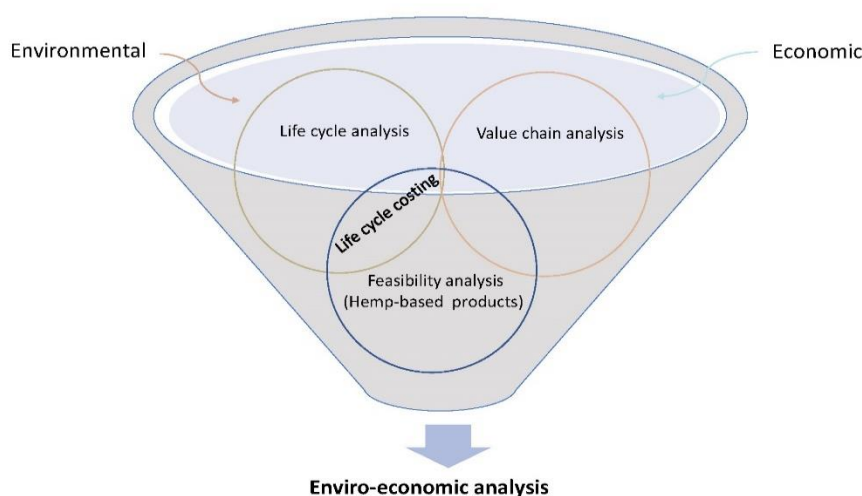 Environmental
Economic
Life cycle analysis
Value chain analysis
Life cycle costing
Feasibility analysis
(Hemp-based products)
Enviro-economic analysis